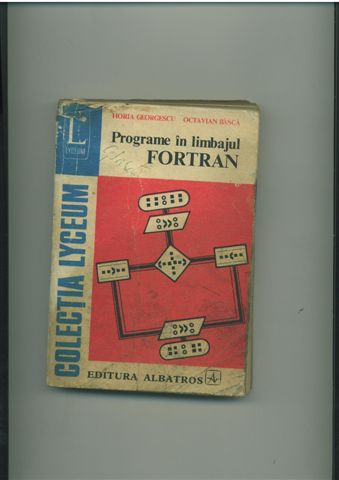 HORIA GEORGESCU OCTAVIAN BÂSCĂ
Programe în limbajul
FORTRAN
L
LYCEUM
COLECȚIA LYCEUM
EDITURA ALBATROS